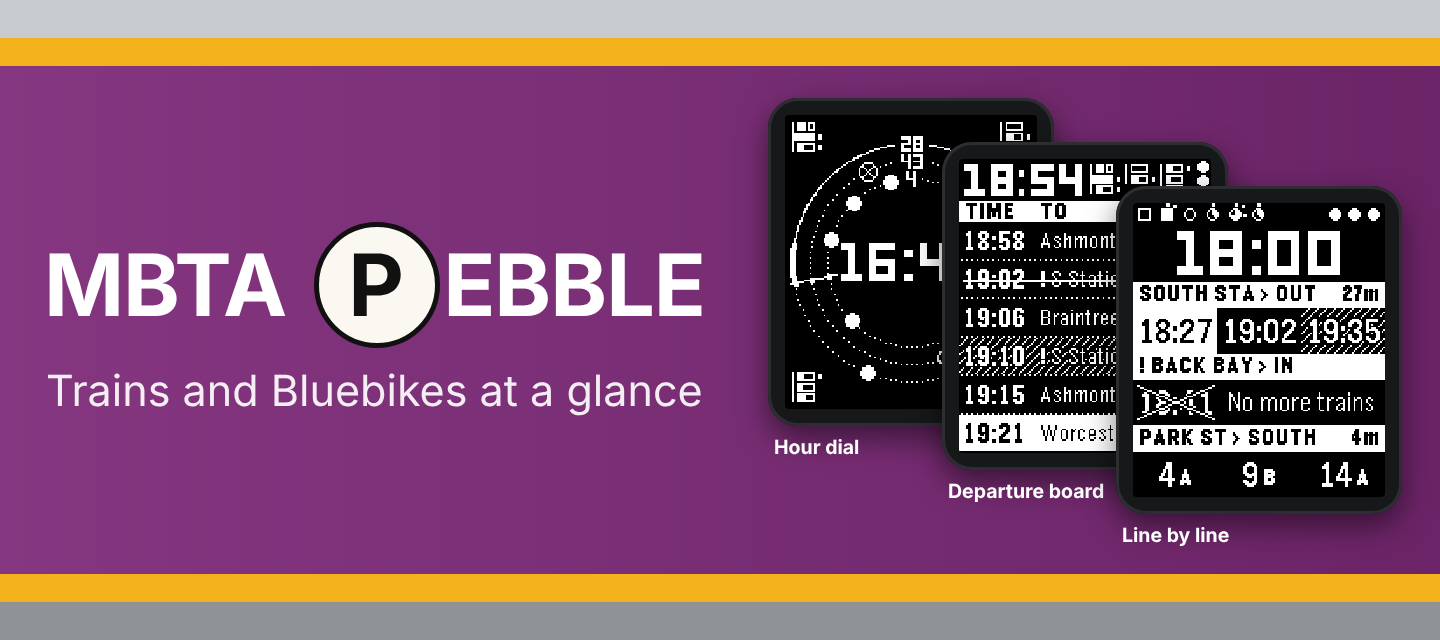 MBTA PEBBLE
Trains and Bluebikes at a glance
28
43
4
16:4
Hour dial
18:54
TIME TO
18:58 Ashmont
19:02 ! S Static
19:06 Braintree
19:10 ! S Static
19:15 Ashmont
19:21 Worcest
Departure board
18:00
SOUTH STA > OUT 27m
18:27 19:02 19:35
! BACK BAY > IN
No more trains
PARK ST > SOUTH 4m
4A 9B 14A
Line by line